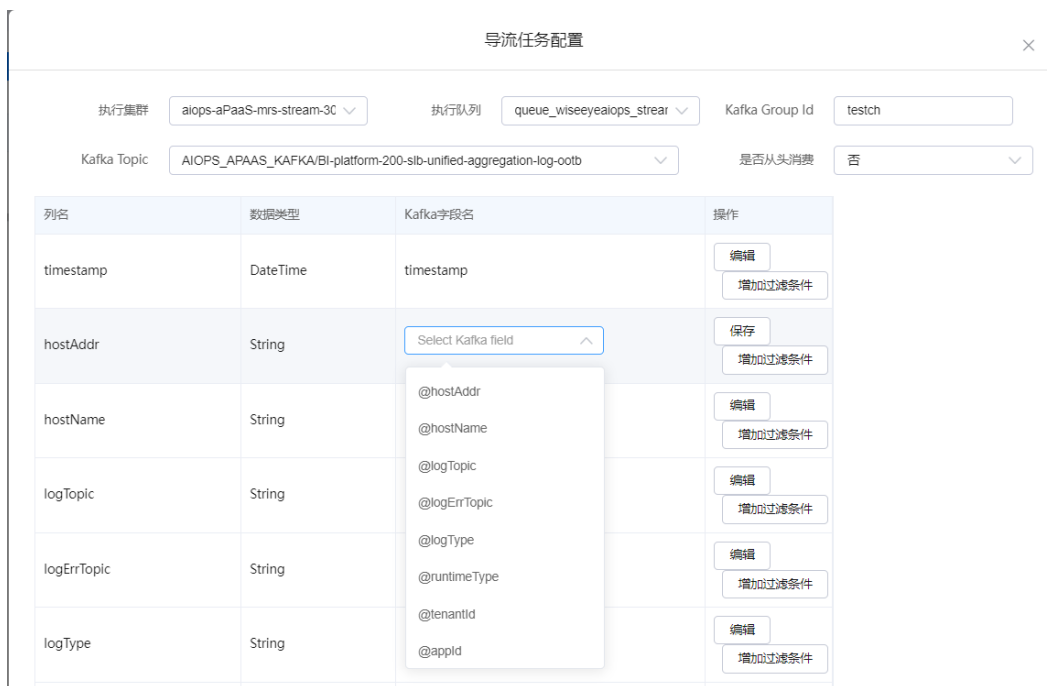 导流任务配置
执行集群 aiops-aPaaS-mrs-stream-30 执行队列 queue_wiseeyeaiops_strear Kafka Group Id testch
Kafka Topic AIOPS_APAAS_KAFKA/BI-platform-200-slb-unified-aggregation-log-ootb 是否从头消费 否
列名 数据类型 Kafka字段名 操作
timestamp DateTime timestamp 编辑
增加过滤条件
hostAddr String Select Kafka field 保存
增加过滤条件
@hostAddr
hostName String @hostName 编辑
增加过滤条件
@logTopic
logTopic String @logErrTopic 编辑
增加过滤条件
@logType
logErrTopic String @runtimeType 编辑
增加过滤条件
@tenantId
logType String @appId 编辑
增加过滤条件